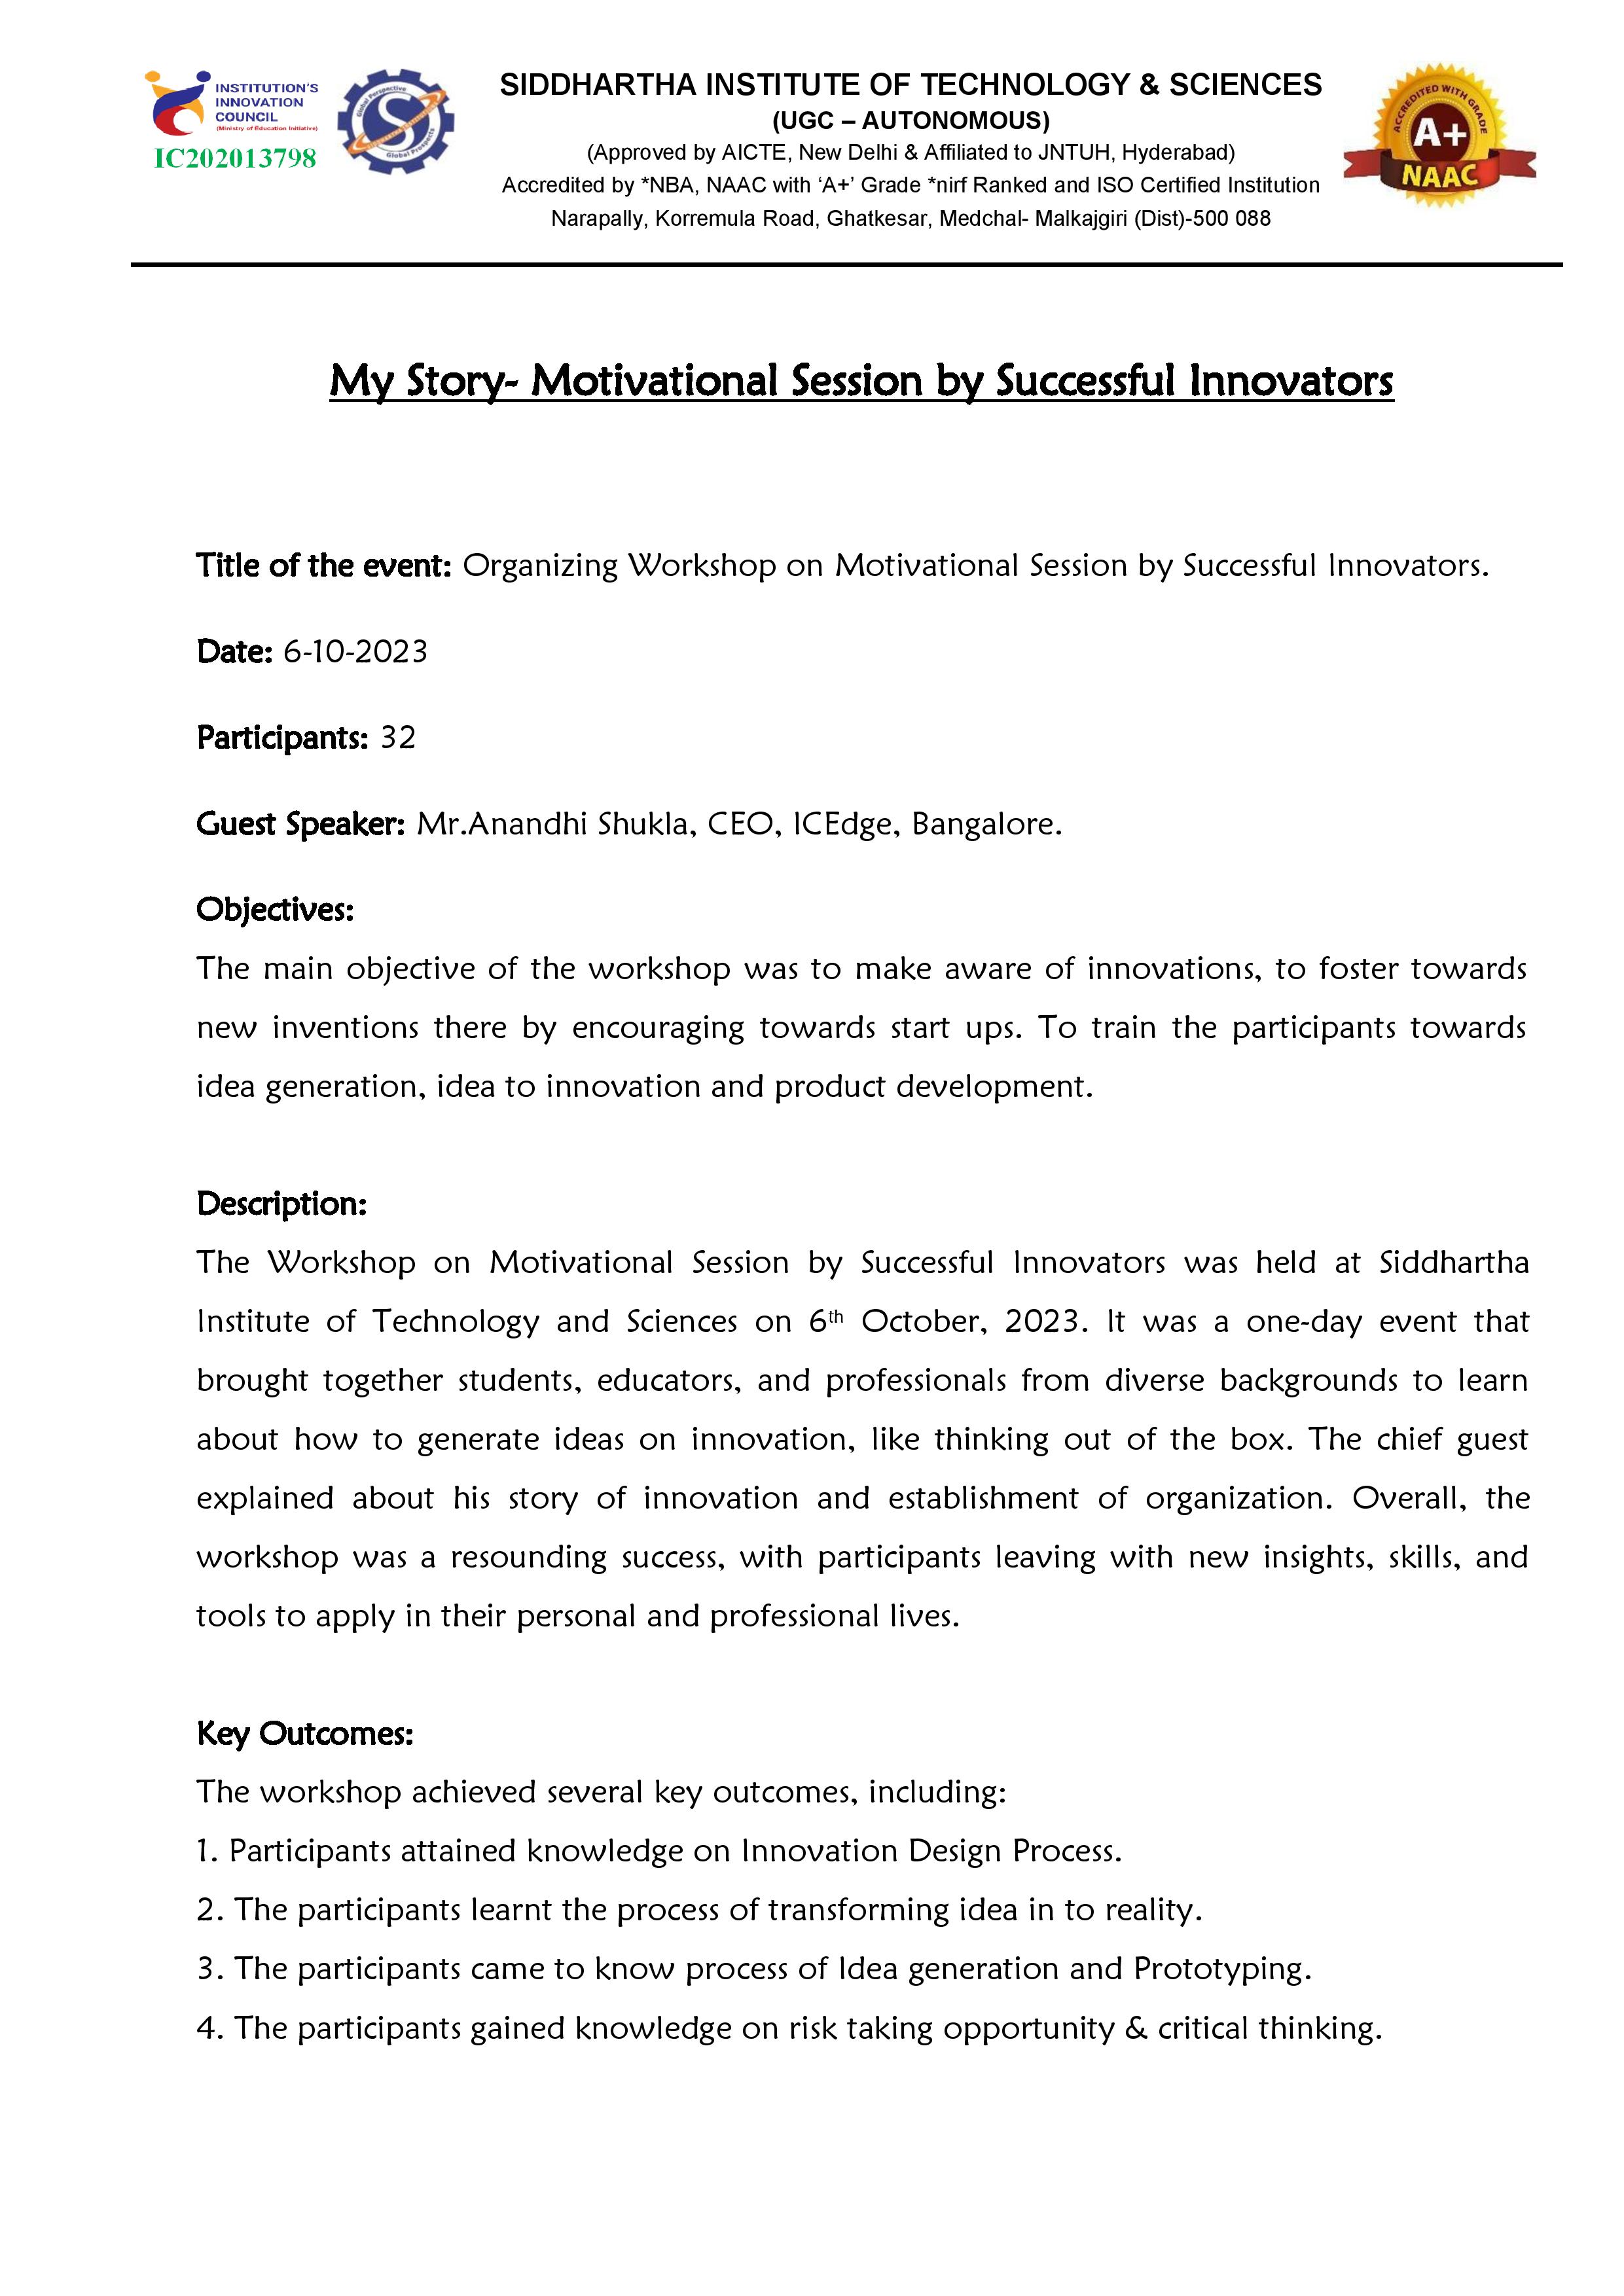 INSTITUTION'S
INNOVATION
COUNCIL
(Ministry of Education Initiative)
IC202013798
Global Perspective
S
Global Prospects
SIDDHARTHA INSTITUTE OF TECHNOLOGY & SCIENCES
(UGC – AUTONOMOUS)
(Approved by AICTE, New Delhi & Affiliated to JNTUH, Hyderabad)
Accredited by *NBA, NAAC with ‘A+’ Grade *nirf Ranked and ISO Certified Institution
Narapally, Korremula Road, Ghatkesar, Medchal- Malkajgiri (Dist)-500 088
ACCREDITED WITH GRADE
A+
NAAC
My Story- Motivational Session by Successful Innovators
Title of the event: Organizing Workshop on Motivational Session by Successful Innovators.
Date: 6-10-2023
Participants: 32
Guest Speaker: Mr.Anandhi Shukla, CEO, ICEdge, Bangalore.
Objectives:
The main objective of the workshop was to make aware of innovations, to foster towards
new inventions there by encouraging towards start ups. To train the participants towards
idea generation, idea to innovation and product development.
Description:
The Workshop on Motivational Session by Successful Innovators was held at Siddhartha
Institute of Technology and Sciences on 6th October, 2023. It was a one-day event that
brought together students, educators, and professionals from diverse backgrounds to learn
about how to generate ideas on innovation, like thinking out of the box. The chief guest
explained about his story of innovation and establishment of organization. Overall, the
workshop was a resounding success, with participants leaving with new insights, skills, and
tools to apply in their personal and professional lives.
Key Outcomes:
The workshop achieved several key outcomes, including:
1. Participants attained knowledge on Innovation Design Process.
2. The participants learnt the process of transforming idea in to reality.
3. The participants came to know process of Idea generation and Prototyping.
4. The participants gained knowledge on risk taking opportunity & critical thinking.